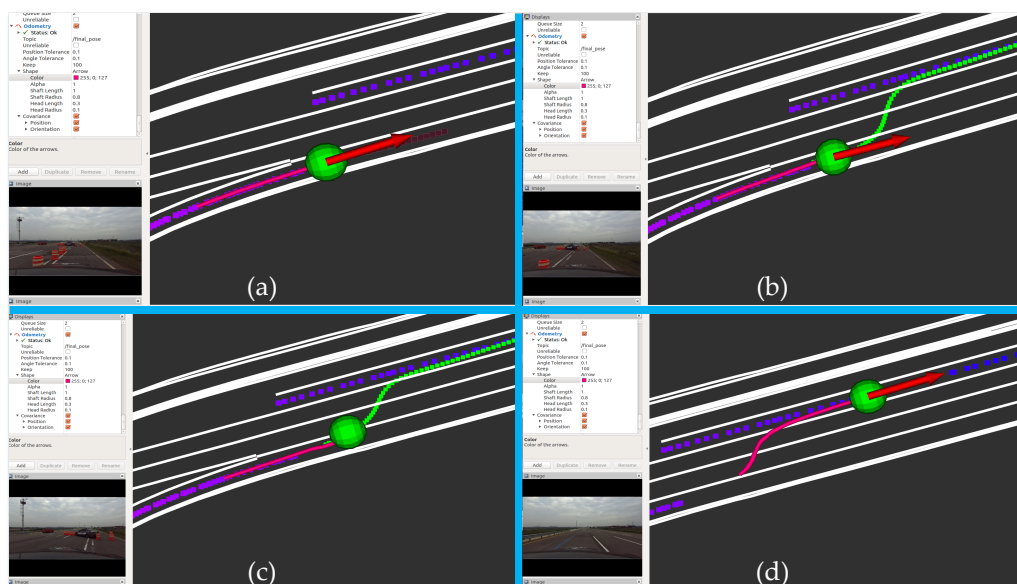 Queue Size 2
Unreliable
Odometry
Status: Ok
Topic /final_pose
Unreliable
Position Tolerance 0.1
Angle Tolerance 0.1
Keep 100
Shape Arrow
Color 255; 0; 127
Alpha 1
Shaft Length 1
Shaft Radius 0.8
Head Length 0.3
Head Radius 0.1
Covariance
Position
Orientation
Color
Color of the arrows.
Add Duplicate Remove Rename
Image
Image
(a)
Displays
Queue Size 2
Unreliable
Odometry
Status: Ok
Topic /final_pose
Unreliable
Position Tolerance 0.1
Angle Tolerance 0.1
Keep 100
Shape Arrow
Color 255; 0; 127
Alpha 1
Shaft Length 1
Shaft Radius 0.8
Head Length 0.3
Head Radius 0.1
Covariance
Position
Orientation
Color
Color of the arrows.
Add Duplicate Remove Rename
Image
Image
(b)
Displays
Queue Size 2
Unreliable
Odometry
Status: Ok
Topic /final_pose
Unreliable
Position Tolerance 0.1
Angle Tolerance 0.1
Keep 100
Shape Arrow
Color 255; 0; 127
Alpha 1
Shaft Length 1
Shaft Radius 0.8
Head Length 0.3
Head Radius 0.1
Covariance
Position
Orientation
Color
Color of the arrows.
Add Duplicate Remove Rename
Image
Image
(c)
Displays
Queue Size 2
Unreliable
Odometry
Status: Ok
Topic /final_pose
Unreliable
Position Tolerance 0.1
Angle Tolerance 0.1
Keep 100
Shape Arrow
Color 255; 0; 127
Alpha 1
Shaft Length 1
Shaft Radius 0.8
Head Length 0.3
Head Radius 0.1
Covariance
Position
Orientation
Color
Color of the arrows.
Add Duplicate Remove Rename
Image
Image
(d)